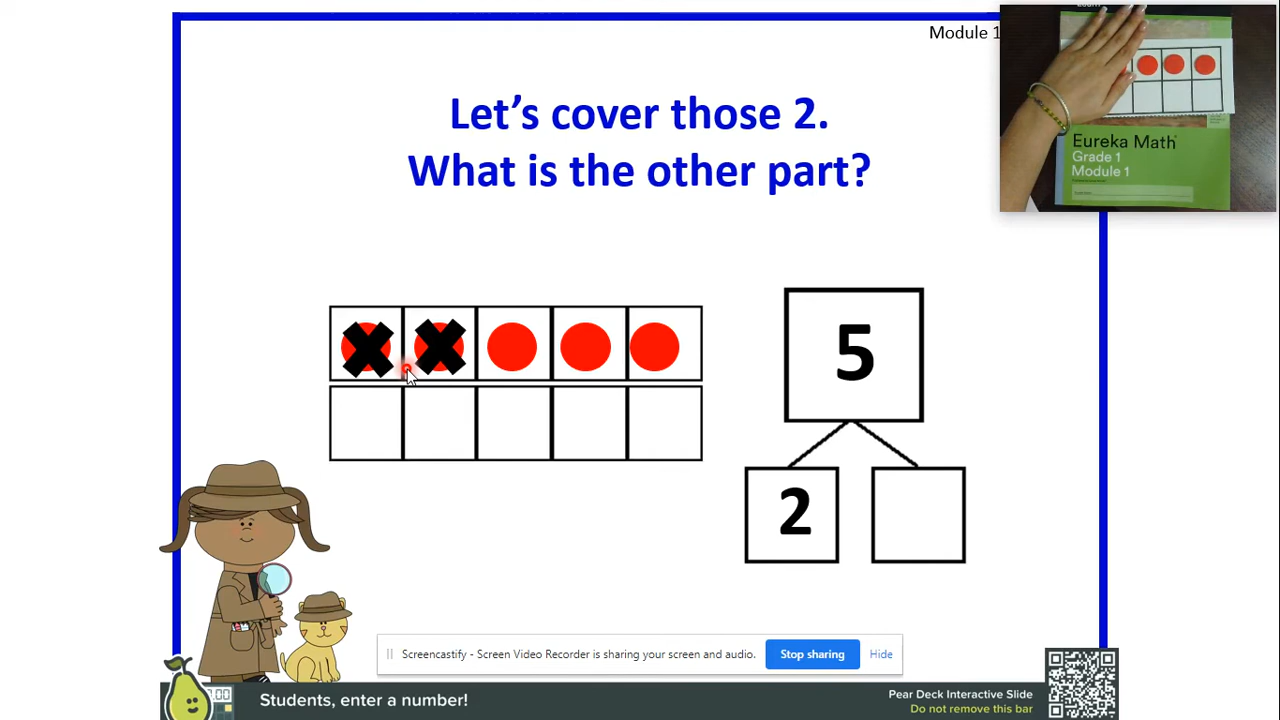 Module 1
Let's cover those 2.
What is the other part?
Eureka Math
Grade 1
Module 1
X X
5
2
Screencastify - Screen Video Recorder is sharing your screen and audio.
Stop sharing
Hide
Students, enter a number!
Pear Deck Interactive Slide
Do not remove this bar